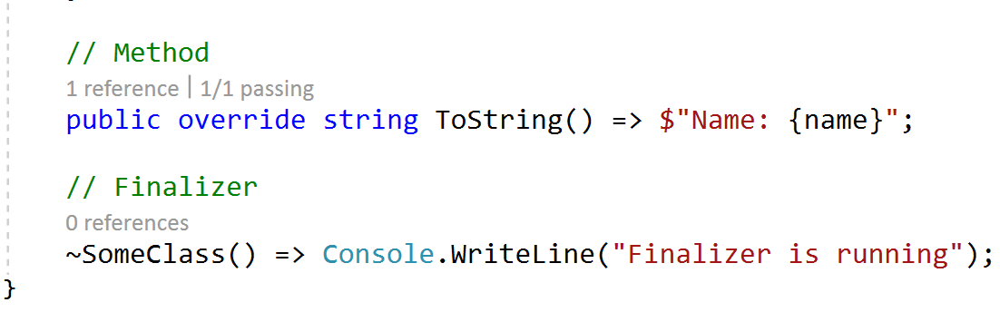 // Method
1 reference | 1/1 passing
public override string ToString() => $"Name: {name}";
// Finalizer
0 references
~SomeClass() => Console.WriteLine("Finalizer is running");
}